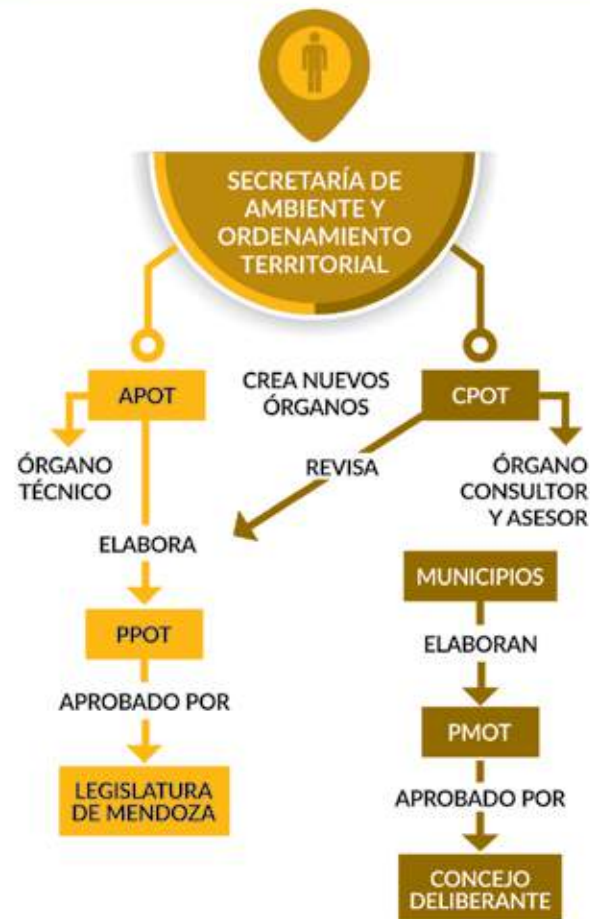 SECRETARÍA DE
AMBIENTE Y
ORDENAMIENTO
TERRITORIAL
APOT
CREA NUEVOS
ÓRGANOS
CPOT
ÓRGANO
TÉCNICO
REVISA
ÓRGANO
CONSULTOR
Y ASESOR
ELABORA
MUNICIPIOS
PPOT
ELABORAN
APROBADO POR
PMOT
LEGISLATURA
DE MENDOZA
APROBADO POR
CONCEJO
DELIBERANTE